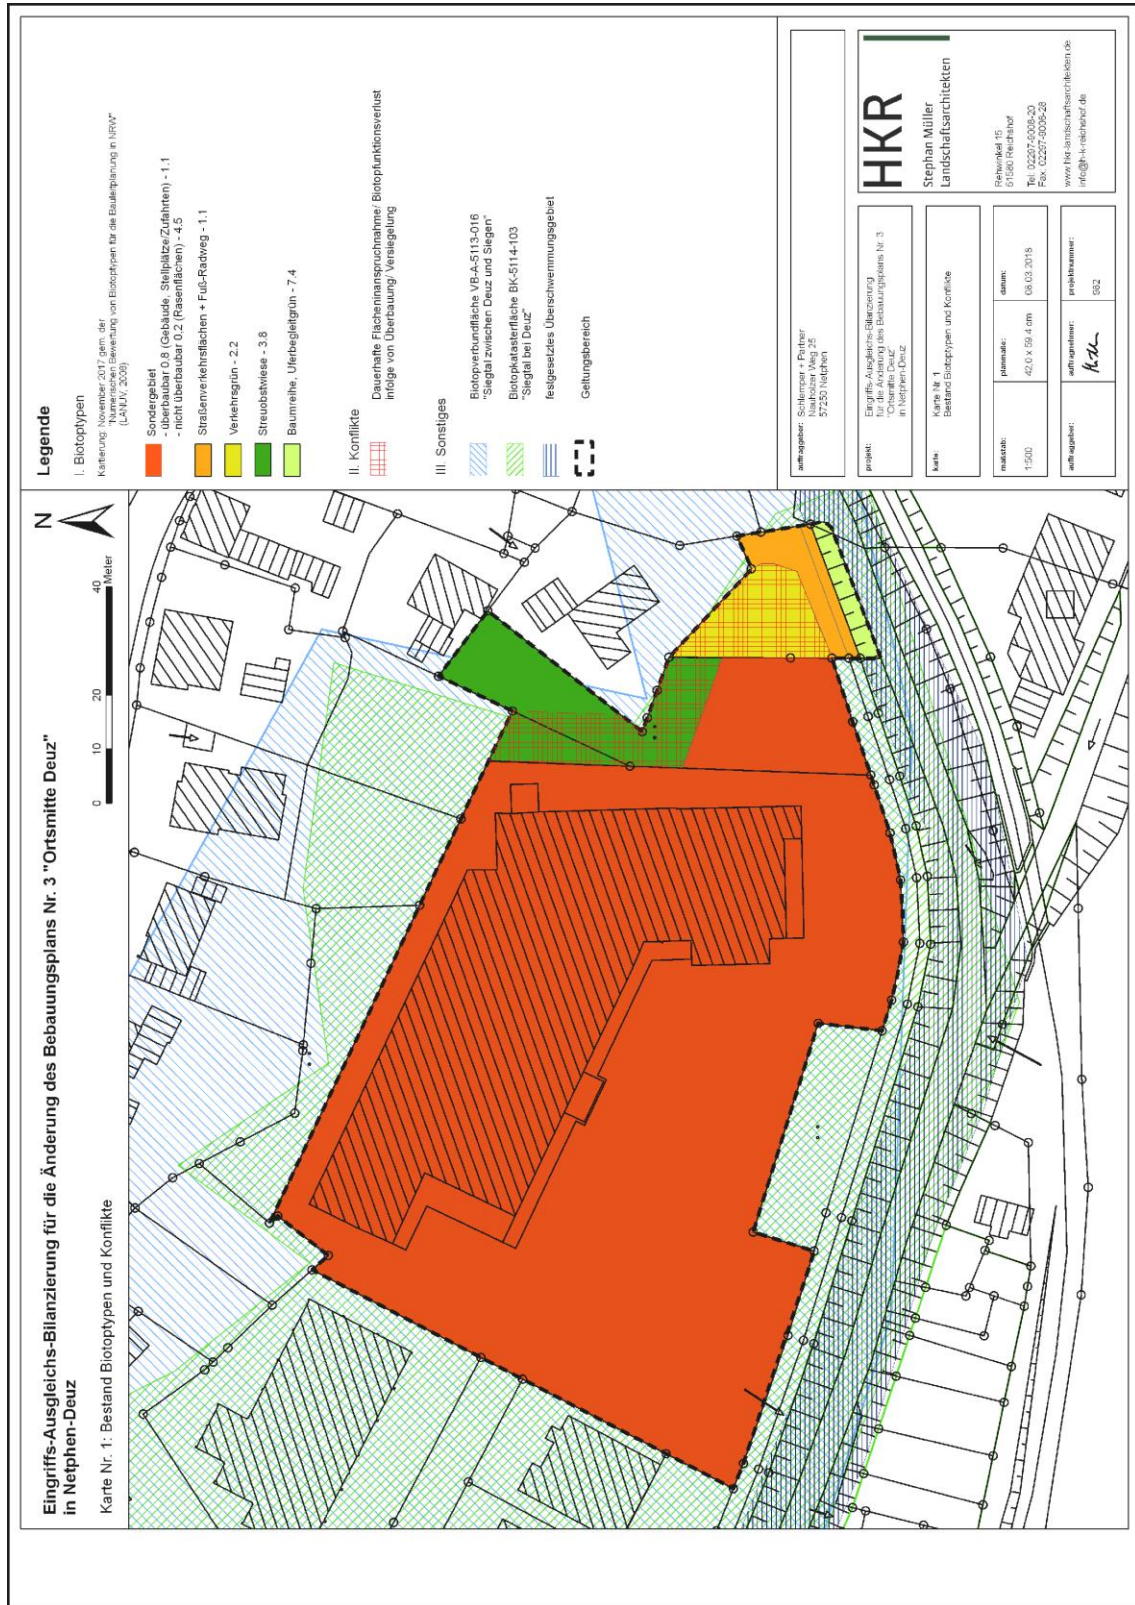 Eingriffs-Ausgleichs-Bilanzierung für die Änderung des Bebauungsplans Nr. 3 "Ortsmitte Deuz"
in Netphen-Deuz
Karte Nr. 1: Bestand Biotoptypen und Konflikte
0 10 20 40
Meter
N
Legende
I. Biotoptypen
Kartierung: November 2017 gem. der
"Numerischen Bewertung von Biotoptypen für die Bauleitplanung in NRW"
(LANUV, 2008)
Sondergebiet
- überbaubar 0,8 (Gebäude, Stellplätze/Zufahrten) - 1.1
- nicht überbaubar 0,2 (Rasenflächen) - 4.5
Straßenverkehrsflächen + Fuß-Radweg - 1.1
Verkehrsgrün - 2.2
Streuobstwiese - 3.8
Baumreihe, Uferbegleitgrün - 7.4
II. Konflikte
Dauerhafte Flächeninanspruchnahme/ Biotopfunktionsverlust
infolge von Überbauung/ Versiegelung
III. Sonstiges
Biotopverbundfläche VB-A-5113-016
"Siegtal zwischen Deuz und Siegen"
Biotopkatasterfläche BK-5114-103
"Siegtal bei Deuz"
festgesetztes Überschwemmungsgebiet
Geltungsbereich
auftraggeber: Schlemper + Partner
Nauholzer Weg 25
57250 Netphen
projekt: Eingriffs-Ausgleichs-Bilanzierung
für die Änderung des Bebauungsplans Nr. 3
"Ortsmitte Deuz"
in Netphen-Deuz
karte: Karte Nr. 1
Bestand Biotoptypen und Konflikte
maßstab: planmaße: datum:
1:500 42,0 x 59,4 cm 08.03.2018
auftraggeber: auftragnehmer: projektnummer:
982
HKR
Stephan Müller
Landschaftsarchitekten
Rehwinkel 15
51580 Reichshof
Tel: 02297-9008-20
Fax: 02297-9008-28
www.hkr-landschaftsarchitekten.de
info@h-k-reichshof.de